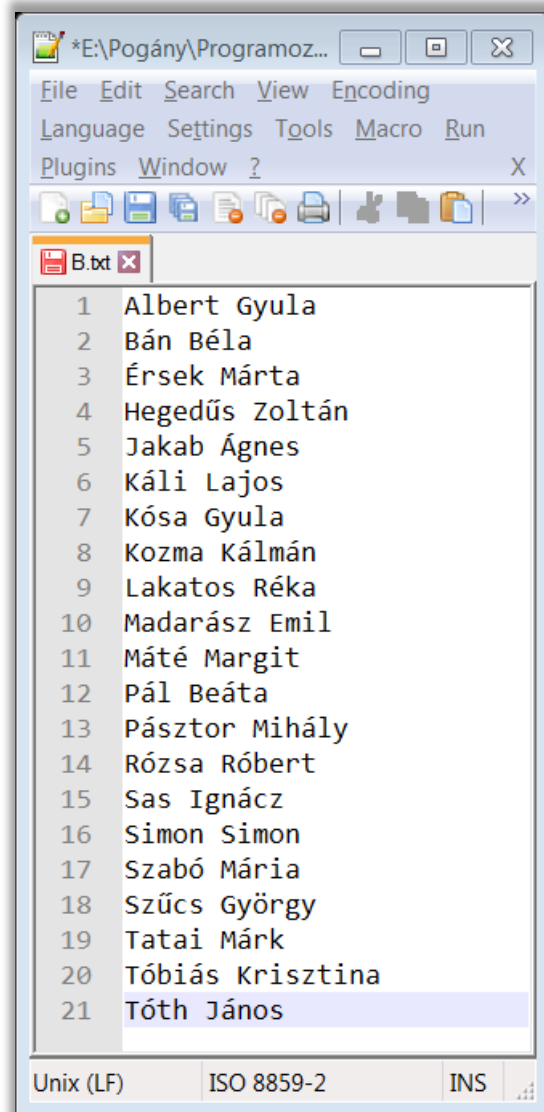 *E:\Pogány\Programoz...
File Edit Search View Encoding
Language Settings Tools Macro Run
Plugins Window ? X
B.txt
1 Albert Gyula
2 Bán Béla
3 Érsek Márta
4 Hegedűs Zoltán
5 Jakab Ágnes
6 Káli Lajos
7 Kósa Gyula
8 Kozma Kálmán
9 Lakatos Réka
10 Madarász Emil
11 Máté Margit
12 Pál Beáta
13 Pásztor Mihály
14 Rózsa Róbert
15 Sas Ignácz
16 Simon Simon
17 Szabó Mária
18 Szűcs György
19 Tatai Márk
20 Tóbiás Krisztina
21 Tóth János
Unix (LF) ISO 8859-2 INS